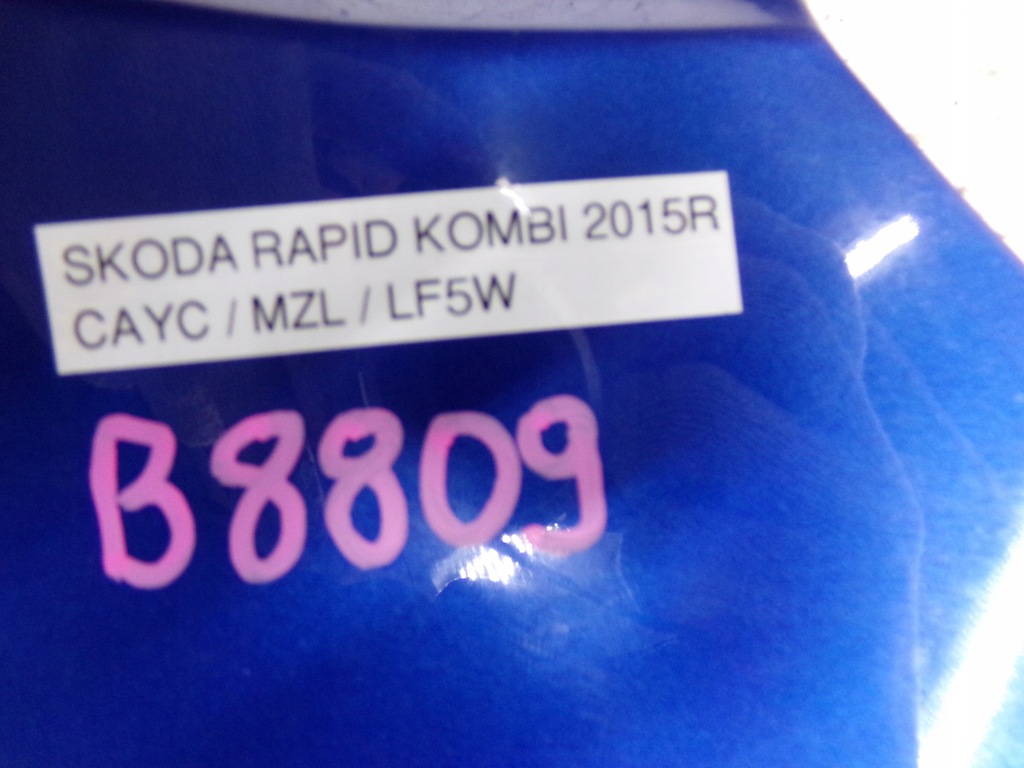 SKODA RAPID KOMBI 2015R
CAYC / MZL / LF5W
B8809